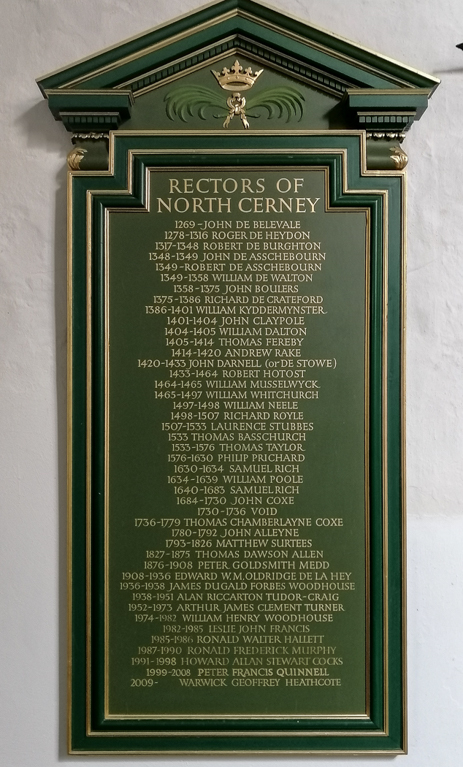 RECTORS OF
NORTH CERNEY
1269-JOHN DE BELEVALE
1278-1316 ROGER DE HEYDON
1317-1348 ROBERT DE BURGHTON
1348-1349 JOHN DE ASSCHEBOURN
1349-ROBERT DE ASSCHEBOURN
1349-1358 WILLIAM DE WALTON
1358-1375 JOHN BOULERS
1375-1386 RICHARD DE CRATEFORD
1386-1401 WILLIAM KYDDERMYNSTER
1401-1404 JOHN CLAYPOLE
1404-1405 WILLIAM DALTON
1405-1414 THOMAS FEREBY
1414-1420 ANDREW RAKE
1420-1433 JOHN DARNELL (or DE STOWE)
1433-1464 ROBERT HOTOST
1464-1465 WILLIAM MUSSELWYCK
1465-1497 WILLIAM WHITCHURCH
1497-1498 WILLIAM NEELE
1498-1507 RICHARD ROYLE
1507-1533 LAURENCE STUBBES
1533 THOMAS BASSCHURCH
1533-1576 THOMAS TAYLOR
1576-1630 PHILIP PRICHARD
1630-1634 SAMUEL RICH
1634-1639 WILLIAM POOLE
1640-1683 SAMUEL RICH
1684-1730 JOHN COXE
1730-1736 VOID
1736-1779 THOMAS CHAMBERLAYNE COXE
1780-1792 JOHN ALLEYNE
1793-1826 MATTHEW SURTEES
1827-1875 THOMAS DAWSON ALLEN
1876-1908 PETER GOLDSMITH MEDD
1908-1936 EDWARD W.M.OLDRIDGE DE LA HEY
1936-1938 JAMES DUGALD FORBES WOODHOUSE
1938-1951 ALAN RICCARTON TUDOR-CRAIG
1952-1973 ARTHUR JAMES CLEMENT TURNER
1974-1982 WILLIAM HENRY WOODHOUSE
1982-1985 LESLIE JOHN FRANCIS
1985-1986 RONALD WALTER HALLETT
1987-1990 RONALD FREDERICK MURPHY
1991-1998 HOWARD ALLAN STEWART COCKS
1999-2008 PETER FRANCIS QUINNELL
2009- WARWICK GEOFFREY HEATHCOTE